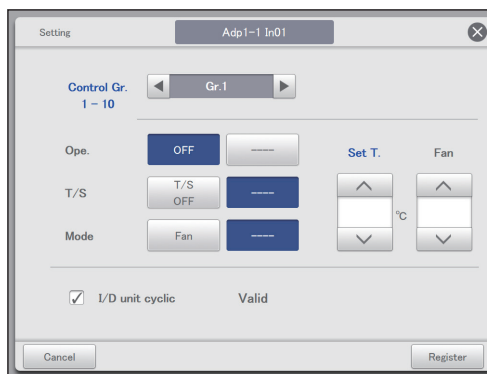 Setting
Adp1-1 In01
Control Gr.
1 - 10
Gr.1
Ope.
OFF
----
Set T.
Fan
T/S
T/S
OFF
----
℃
Mode
Fan
----
I/D unit cyclic
Valid
Cancel
Register